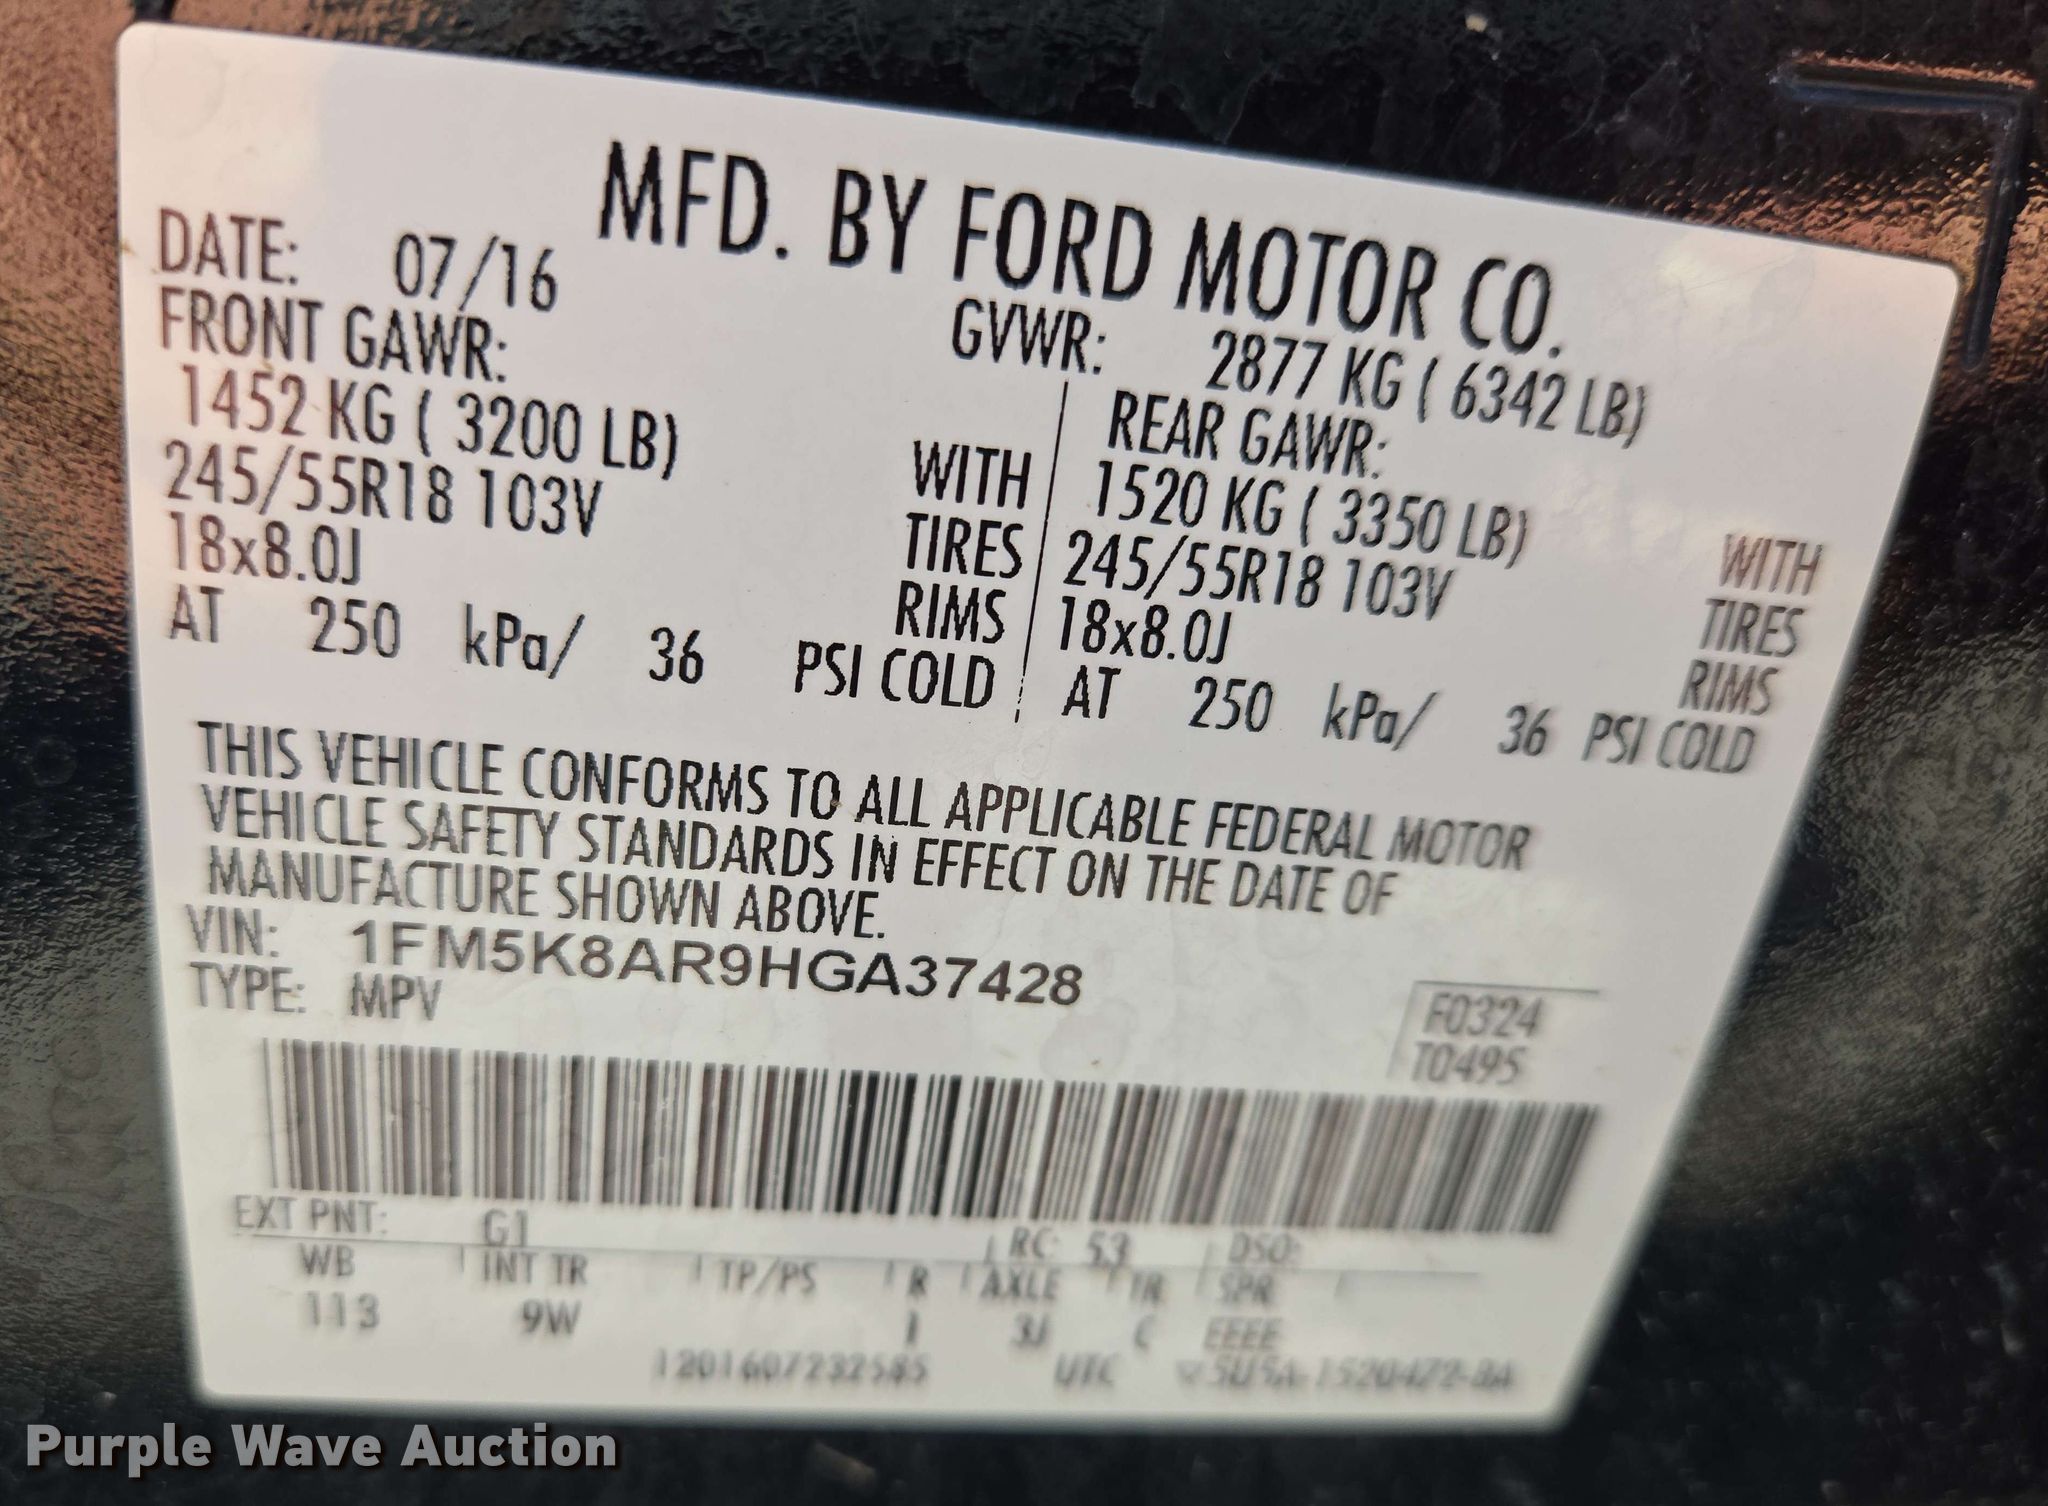 MFD. BY FORD MOTOR CO.
DATE: 07/16 GVWR: 2877 KG ( 6342 LB)
FRONT GAWR: REAR GAWR:
1452 KG ( 3200 LB) WITH 1520 KG ( 3350 LB) WITH
245/55R18 103V TIRES 245/55R18 103V TIRES
18x8.0J RIMS 18x8.0J RIMS
AT 250 kPa/ 36 PSI COLD AT 250 kPa/ 36 PSI COLD
THIS VEHICLE CONFORMS TO ALL APPLICABLE FEDERAL MOTOR
VEHICLE SAFETY STANDARDS IN EFFECT ON THE DATE OF
MANUFACTURE SHOWN ABOVE.
VIN: 1FM5K8AR9HGA37428
TYPE: MPV
F0324
T0495
EXT PNT: G1 RC: 53 DSO:
WB INT TR TP/PS R AXLE TR SPR
113 9W 3J C EEEE
UTC
Purple Wave Auction